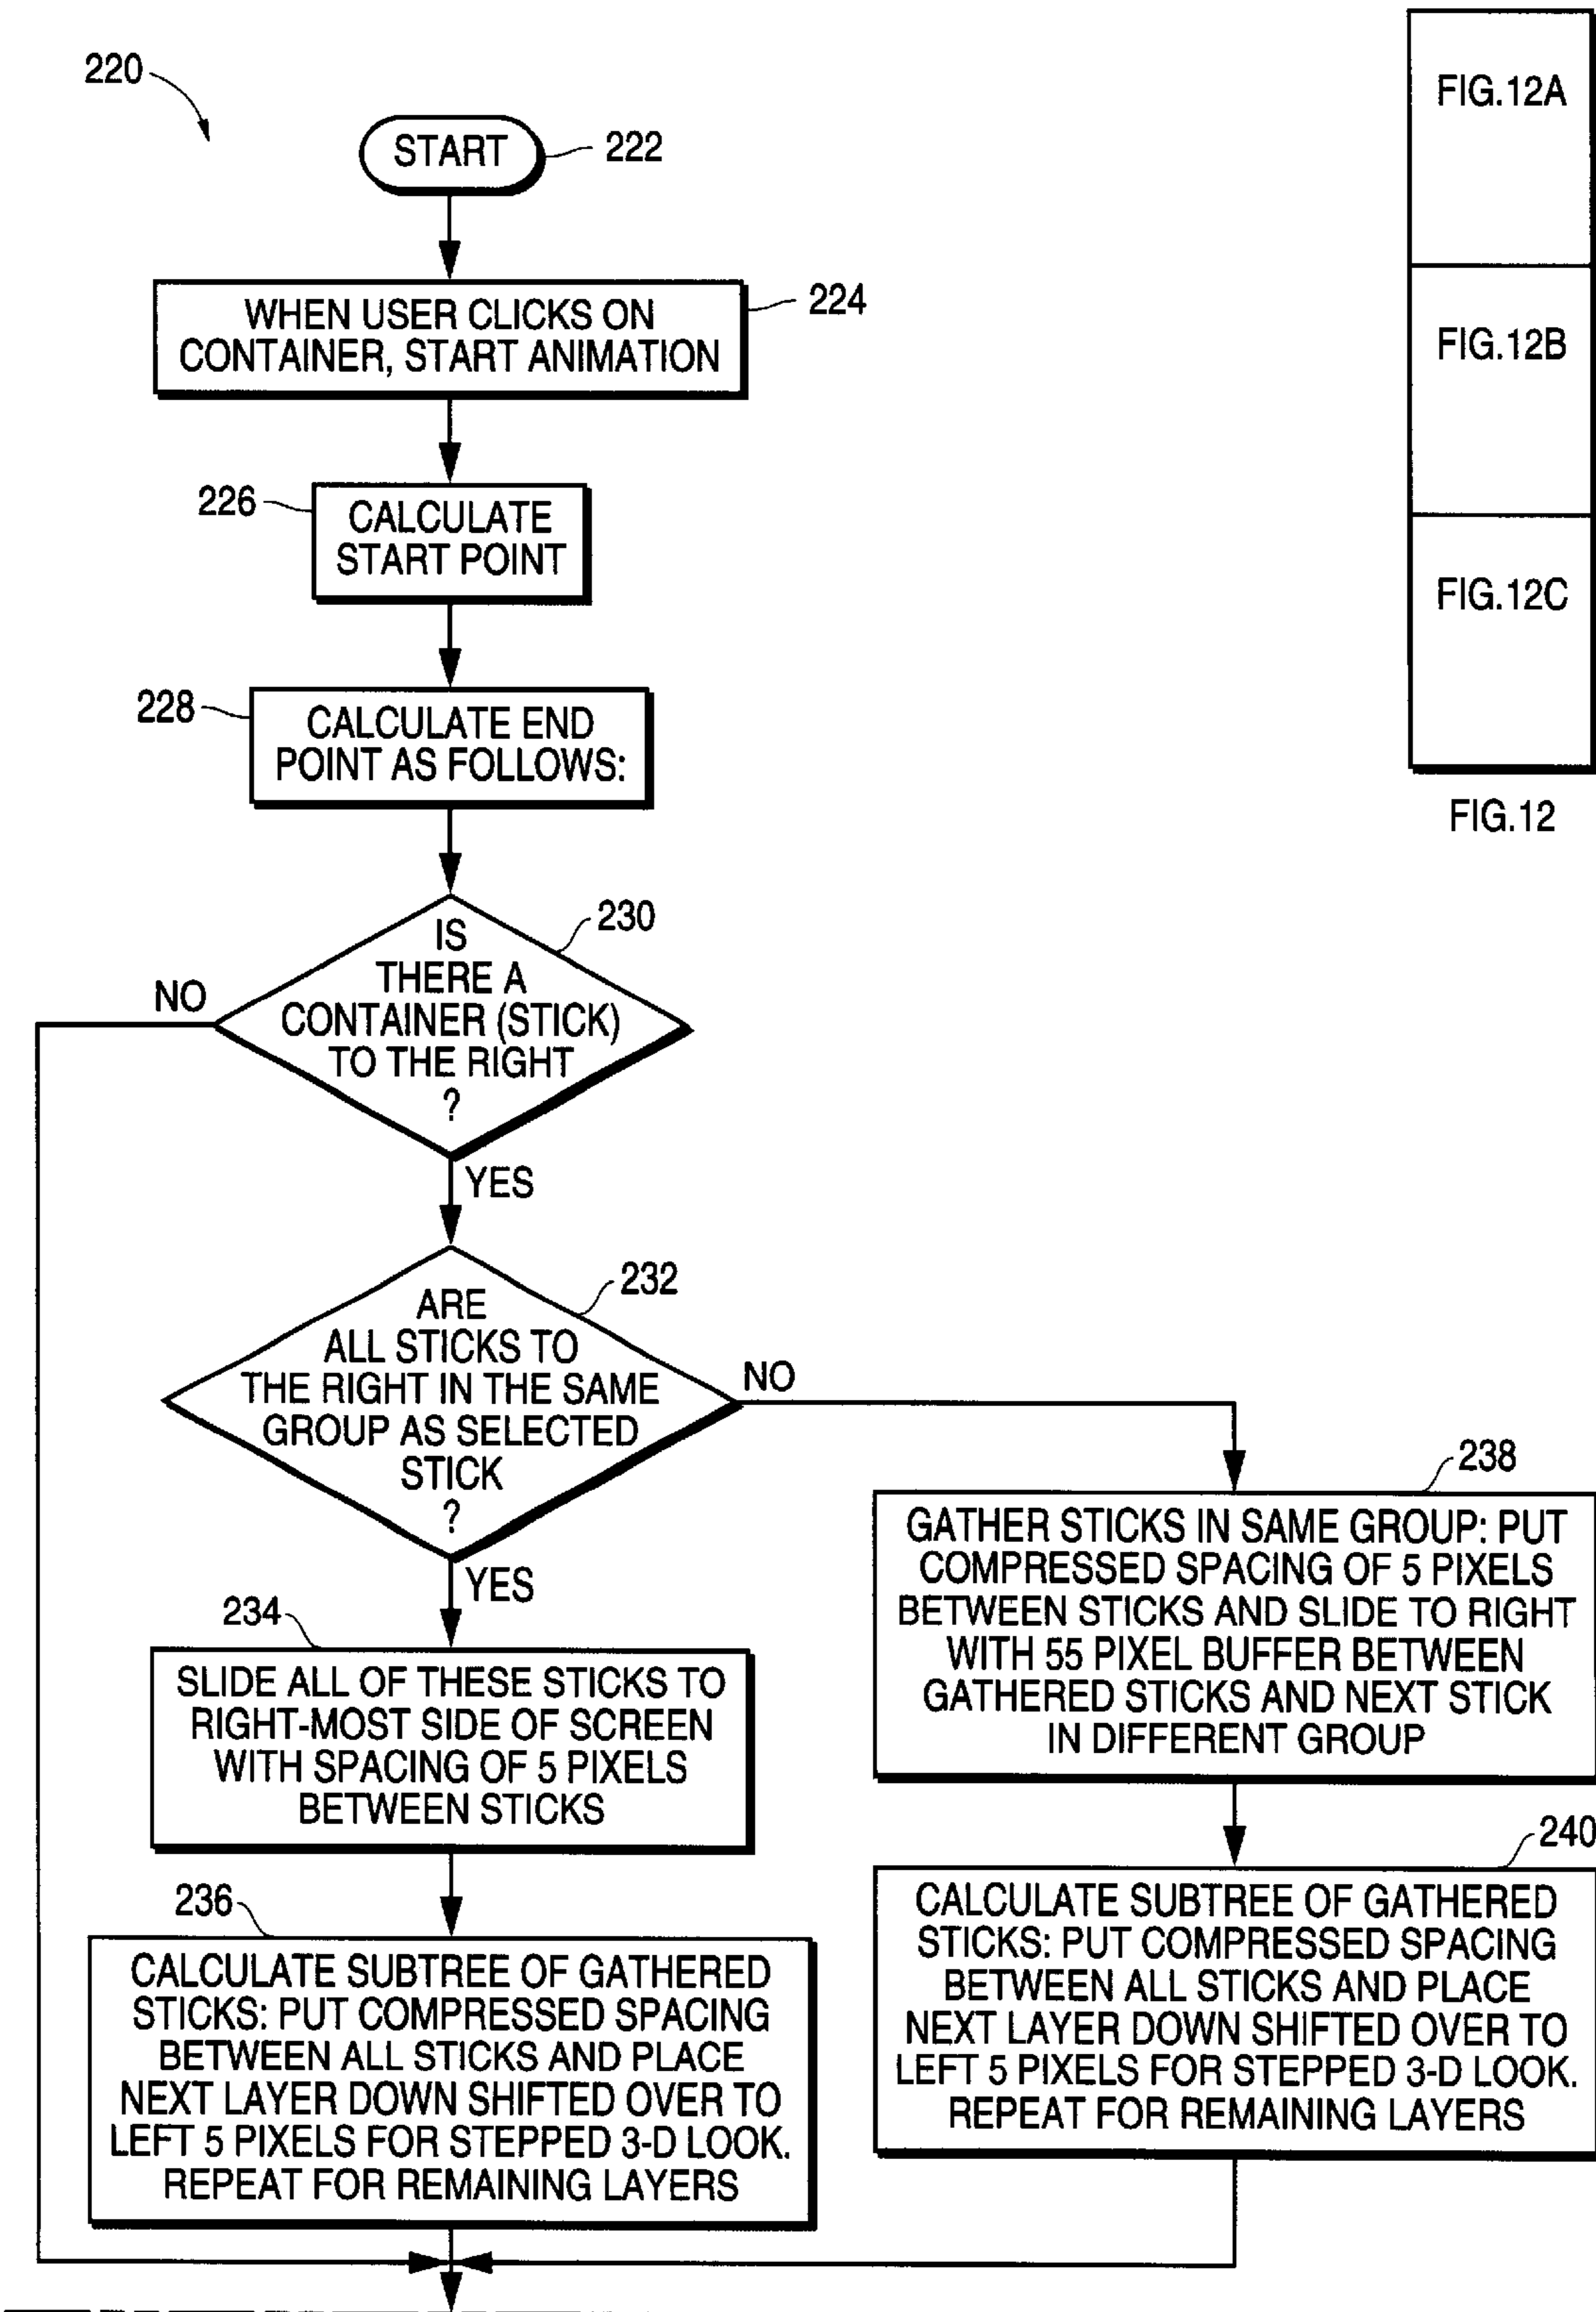 220
START
222
WHEN USER CLICKS ON
CONTAINER, START ANIMATION
224
226
CALCULATE
START POINT
228
CALCULATE END
POINT AS FOLLOWS:
230
IS
THERE A
CONTAINER (STICK)
TO THE RIGHT
?
NO
YES
232
ARE
ALL STICKS TO
THE RIGHT IN THE SAME
GROUP AS SELECTED
STICK
?
NO
YES
234
SLIDE ALL OF THESE STICKS TO
RIGHT-MOST SIDE OF SCREEN
WITH SPACING OF 5 PIXELS
BETWEEN STICKS
236
CALCULATE SUBTREE OF GATHERED
STICKS: PUT COMPRESSED SPACING
BETWEEN ALL STICKS AND PLACE
NEXT LAYER DOWN SHIFTED OVER TO
LEFT 5 PIXELS FOR STEPPED 3-D LOOK.
REPEAT FOR REMAINING LAYERS
238
GATHER STICKS IN SAME GROUP: PUT
COMPRESSED SPACING OF 5 PIXELS
BETWEEN STICKS AND SLIDE TO RIGHT
WITH 55 PIXEL BUFFER BETWEEN
GATHERED STICKS AND NEXT STICK
IN DIFFERENT GROUP
240
CALCULATE SUBTREE OF GATHERED
STICKS: PUT COMPRESSED SPACING
BETWEEN ALL STICKS AND PLACE
NEXT LAYER DOWN SHIFTED OVER TO
LEFT 5 PIXELS FOR STEPPED 3-D LOOK.
REPEAT FOR REMAINING LAYERS
FIG.12A
FIG.12B
FIG.12C
FIG.12